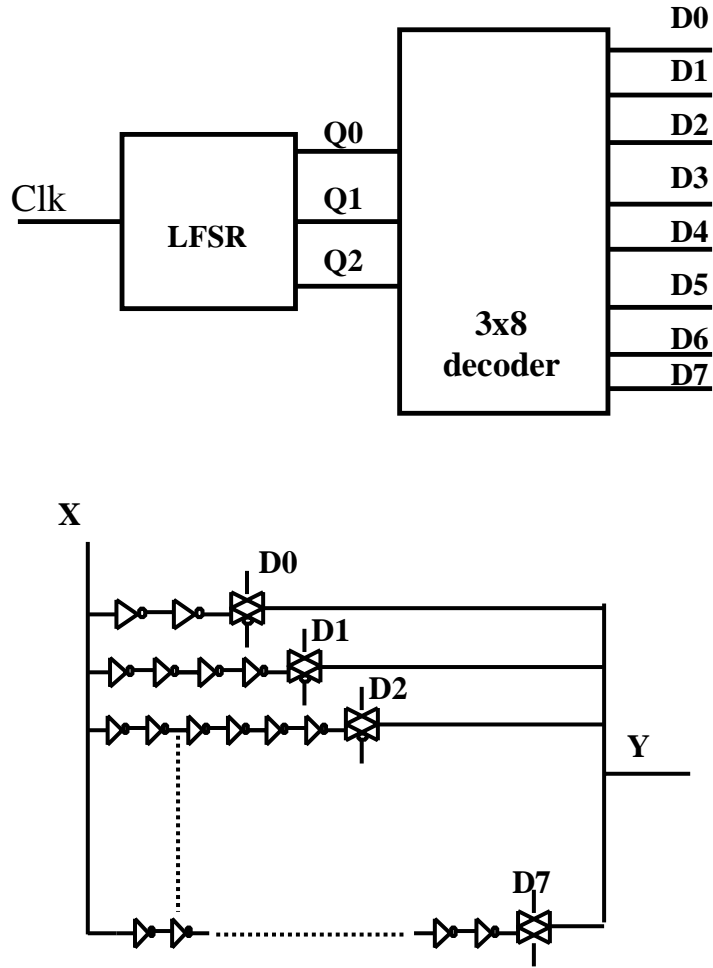 D0
D1
D2
D3
D4
D5
D6
D7
Q0
Q1
Q2
Clk
LFSR
3x8
decoder
X
D0
D1
D2
Y
D7